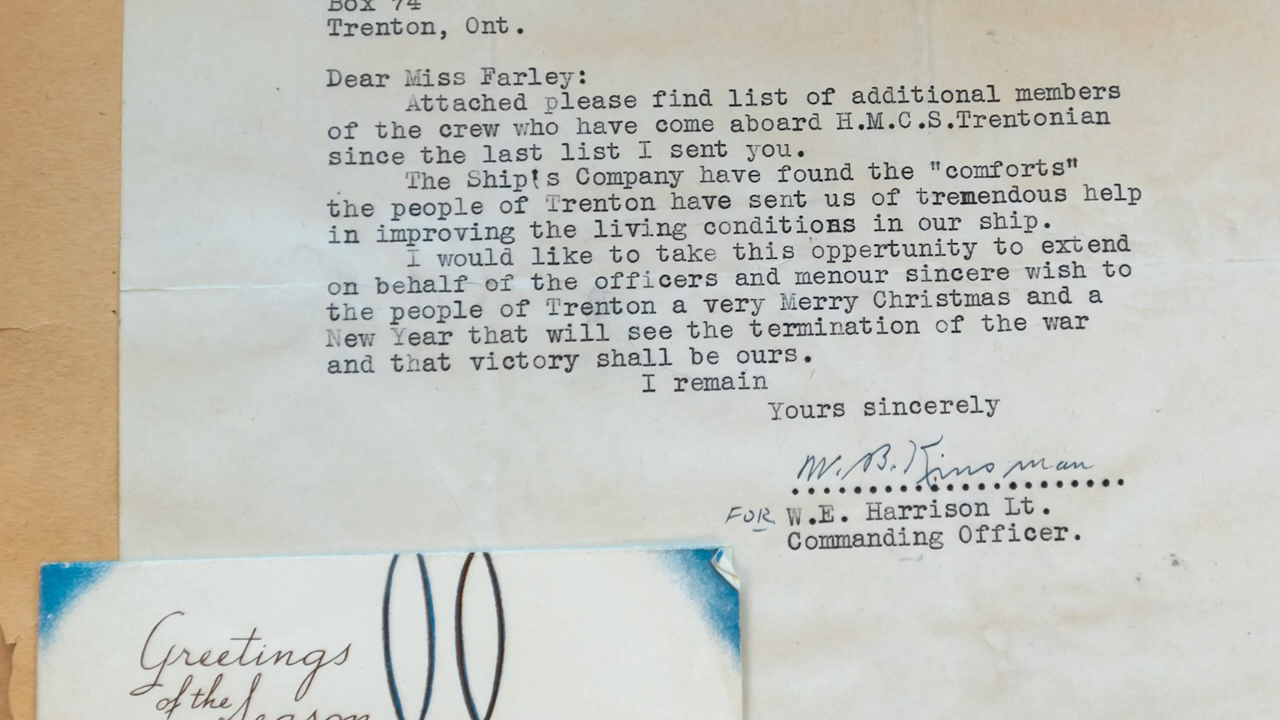 Box 74
Trenton, Ont.
Dear Miss Farley:
Attached please find list of additional members
of the crew who have come aboard H.M.C.S.Trentonian
since the last list I sent you.
The Ship's Company have found the "comforts"
the people of Trenton have sent us of tremendous help
in improving the living conditions in our ship.
I would like to take this oppertunity to extend
on behalf of the officers and menour sincere wish to
the people of Trenton a very Merry Christmas and a
New Year that will see the termination of the war
and that victory shall be ours.
I remain
Yours sincerely
W. B. Kinsman
FOR W.E. Harrison Lt.
Commanding Officer.
Greetings
of the
Season